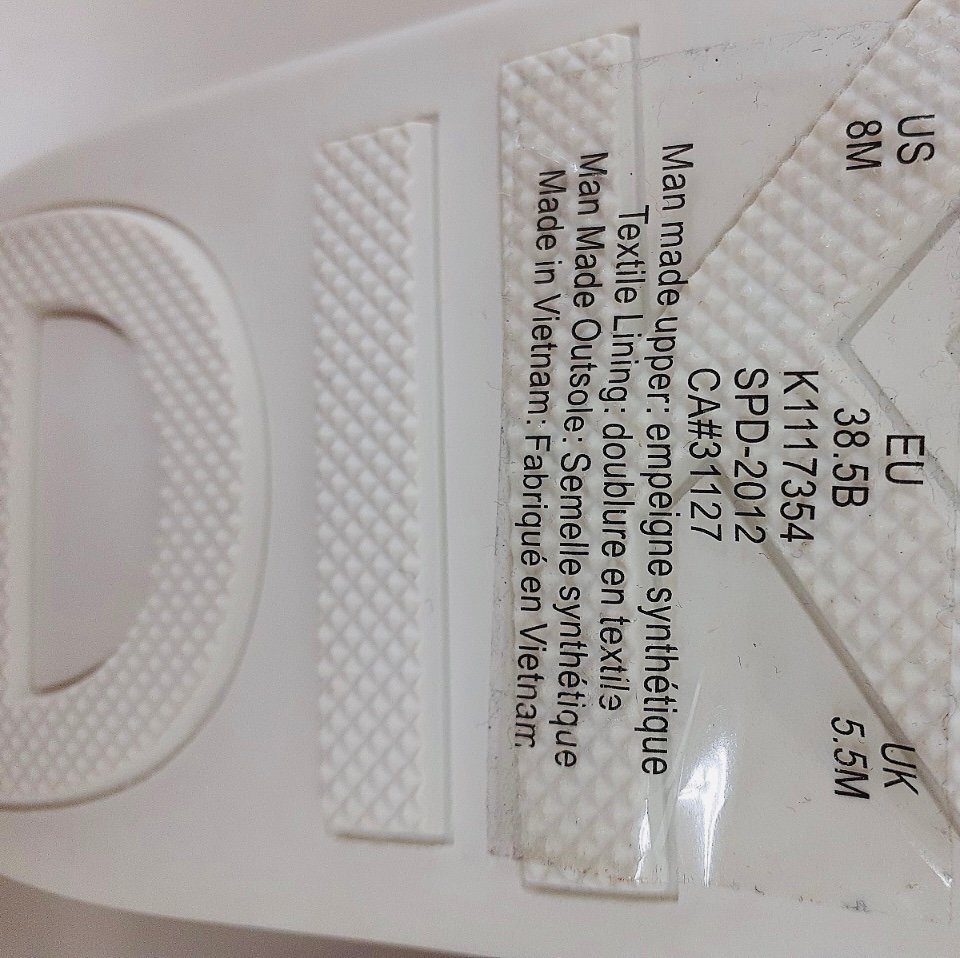 US EU UK
8M 38.5B 5.5M
K1117354
SPD-2012
CA#31127
Man made upper: empeigne synthétique
Textile Lining: doublure en textile
Man Made Outsole: Semelle synthétique
Made in Vietnam: Fabriqué en Vietnam.